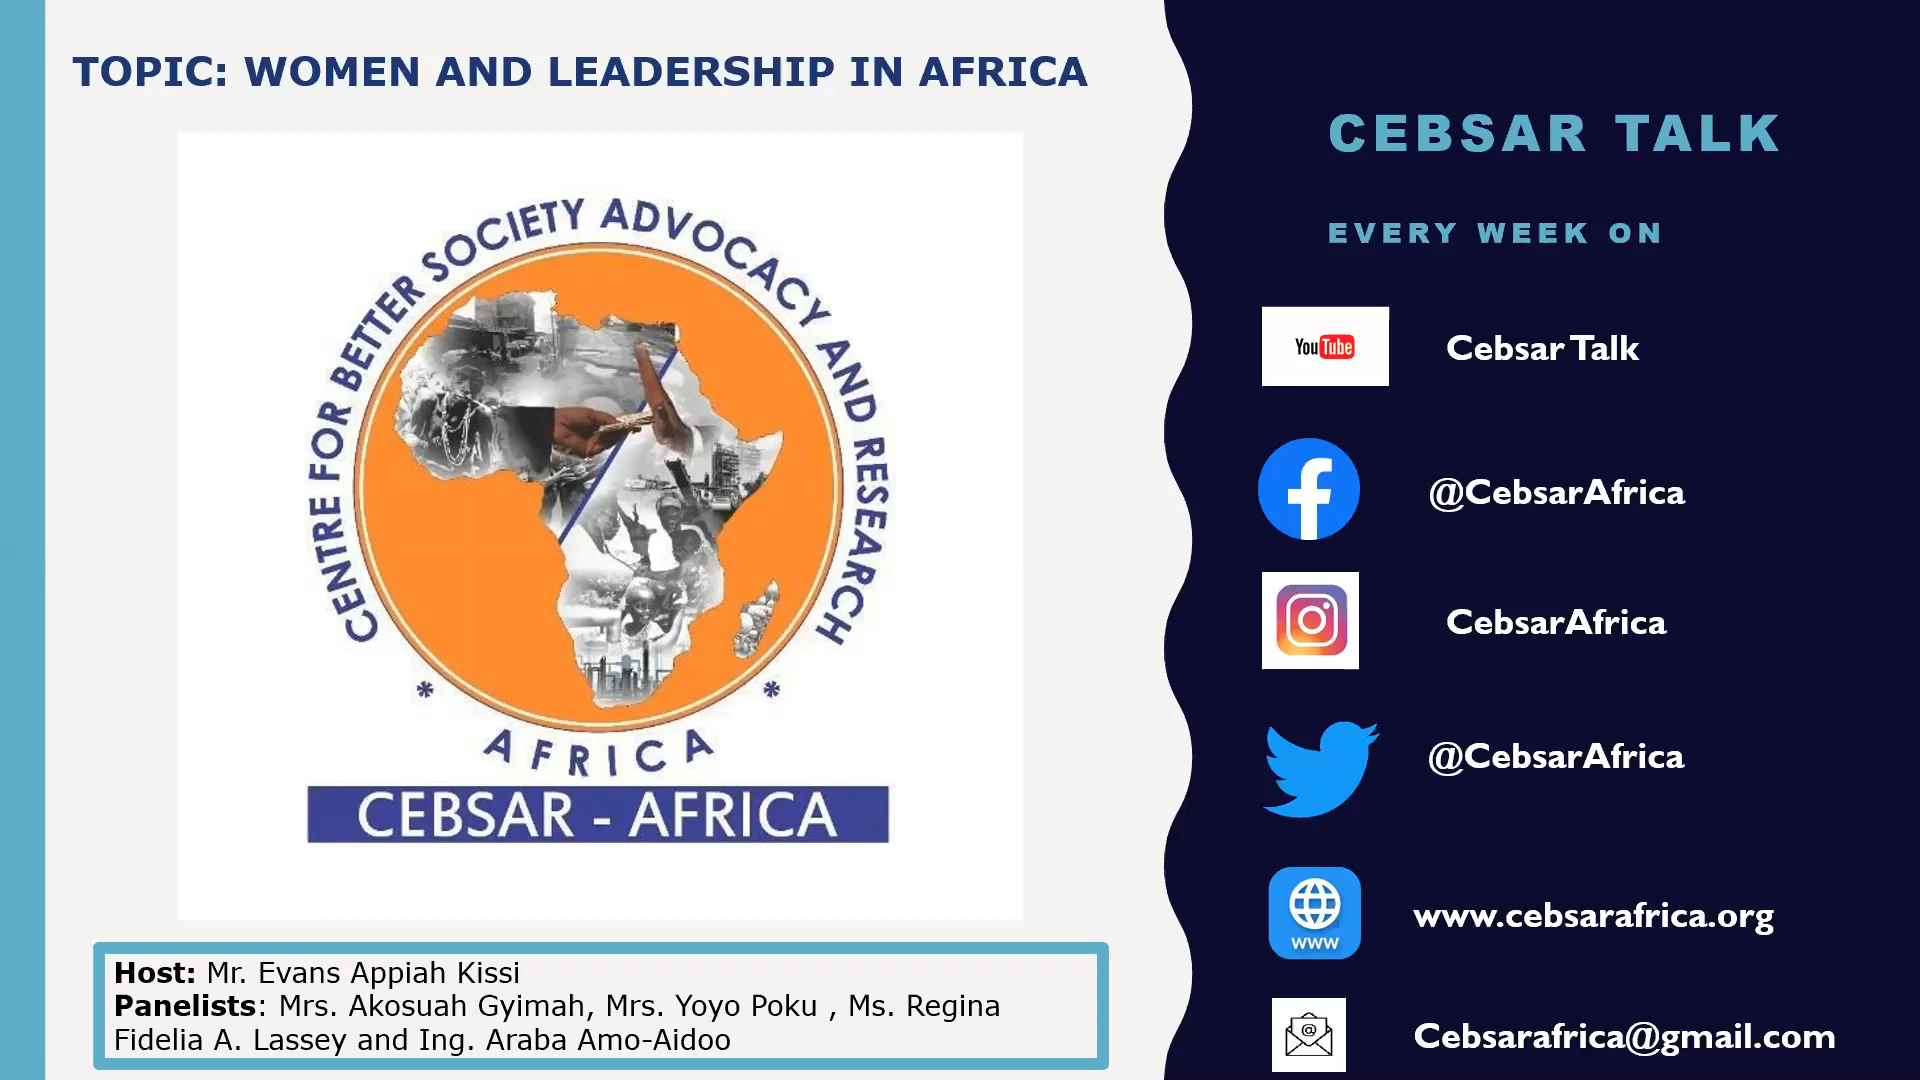 TOPIC: WOMEN AND LEADERSHIP IN AFRICA
CENTRE FOR BETTER SOCIETY ADVOCACY AND RESEARCH
* AFRICA *
CEBSAR - AFRICA
Host: Mr. Evans Appiah Kissi
Panelists: Mrs. Akosuah Gyimah, Mrs. Yoyo Poku , Ms. Regina
Fidelia A. Lassey and Ing. Araba Amo-Aidoo
CEBSAR TALK
EVERY WEEK ON
YouTube
Cebsar Talk
@CebsarAfrica
CebsarAfrica
@CebsarAfrica
www
www.cebsarafrica.org
@
Cebsarafrica@gmail.com